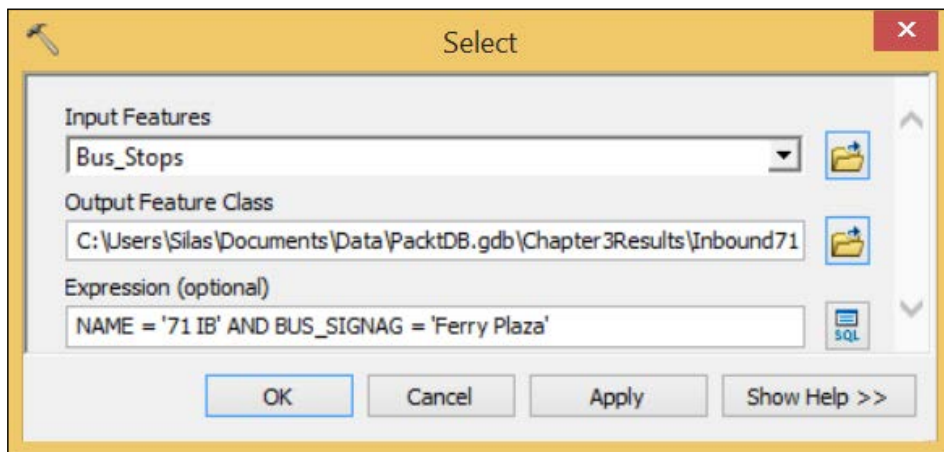 Select
Input Features
Bus_Stops
Output Feature Class
C:\Users\Silas\Documents\Data\PacktDB.gdb\Chapter3Results\Inbound71
Expression (optional)
NAME = '71 IB' AND BUS_SIGNAG = 'Ferry Plaza'
SQL
OK Cancel Apply Show Help >>